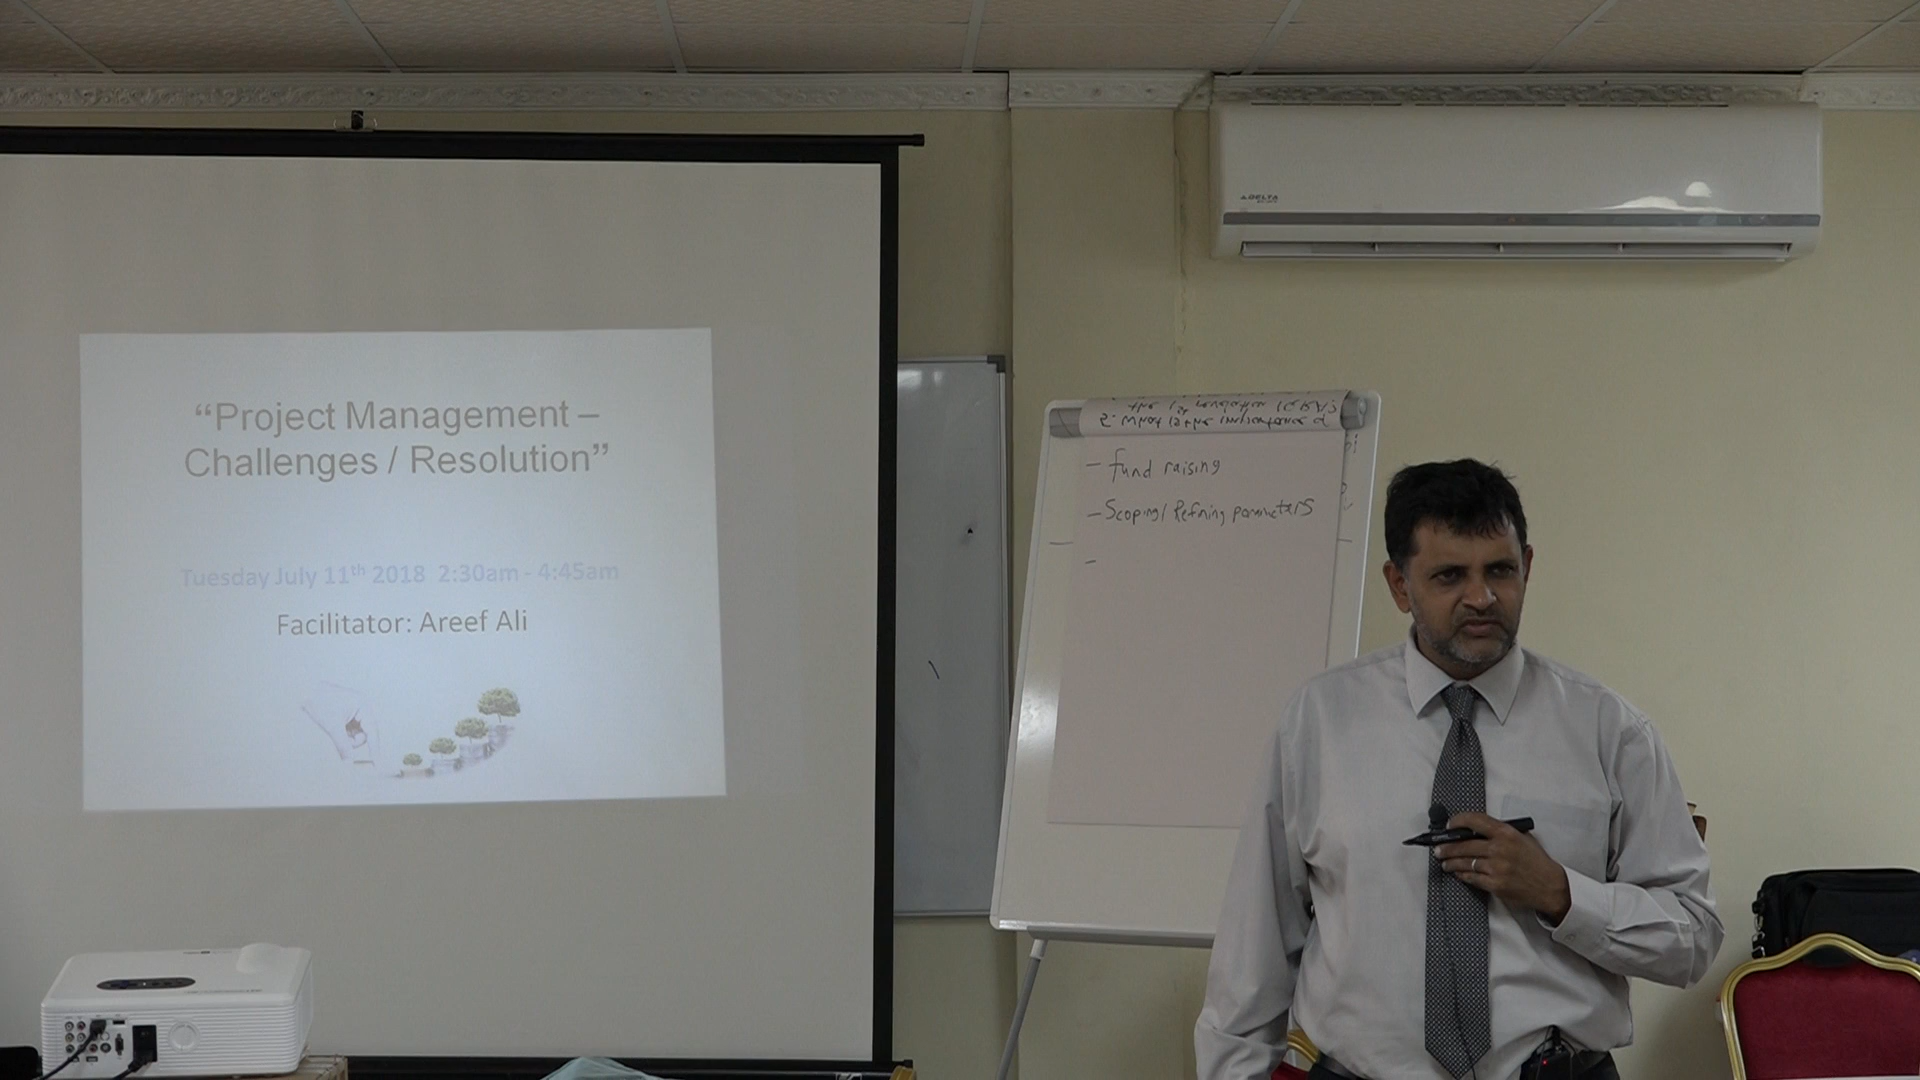 “Project Management –
Challenges / Resolution”
Tuesday July 11th 2018 2:30am - 4:45am
Facilitator: Areef Ali
- fund raising
- Scoping/ Refining parameters
-